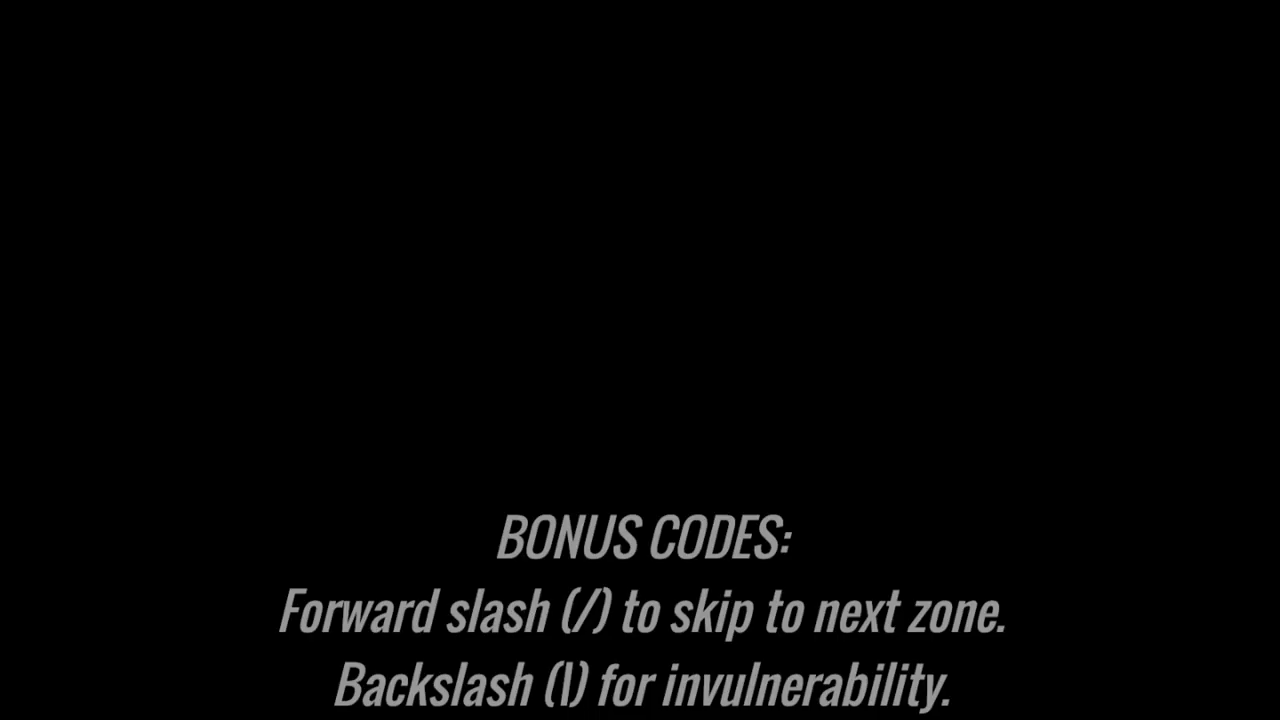 BONUS CODES:
Forward slash (/) to skip to next zone.
Backslash (\) for invulnerability.